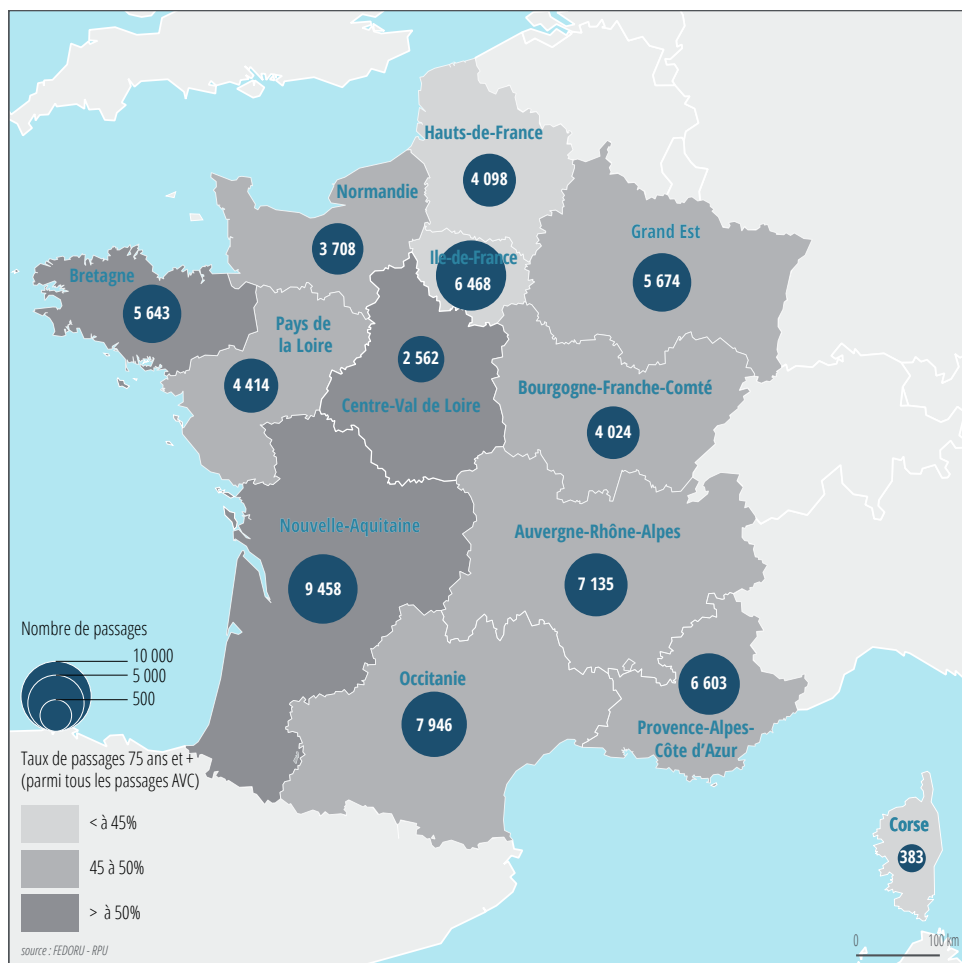 Hauts-de-France
4 098
Normandie
3 708
Ile-de-France
6 468
Grand Est
5 674
Bretagne
5 643
Pays de
la Loire
4 414
2 562
Centre-Val de Loire
Bourgogne-Franche-Comté
4 024
Nouvelle-Aquitaine
9 458
Auvergne-Rhône-Alpes
7 135
Occitanie
7 946
6 603
Provence-Alpes-
Côte d'Azur
Corse
383
Nombre de passages
10 000
5 000
500
Taux de passages 75 ans et +
(parmi tous les passages AVC)
< à 45%
45 à 50%
> à 50%
source : FEDORU - RPU
0 100 km